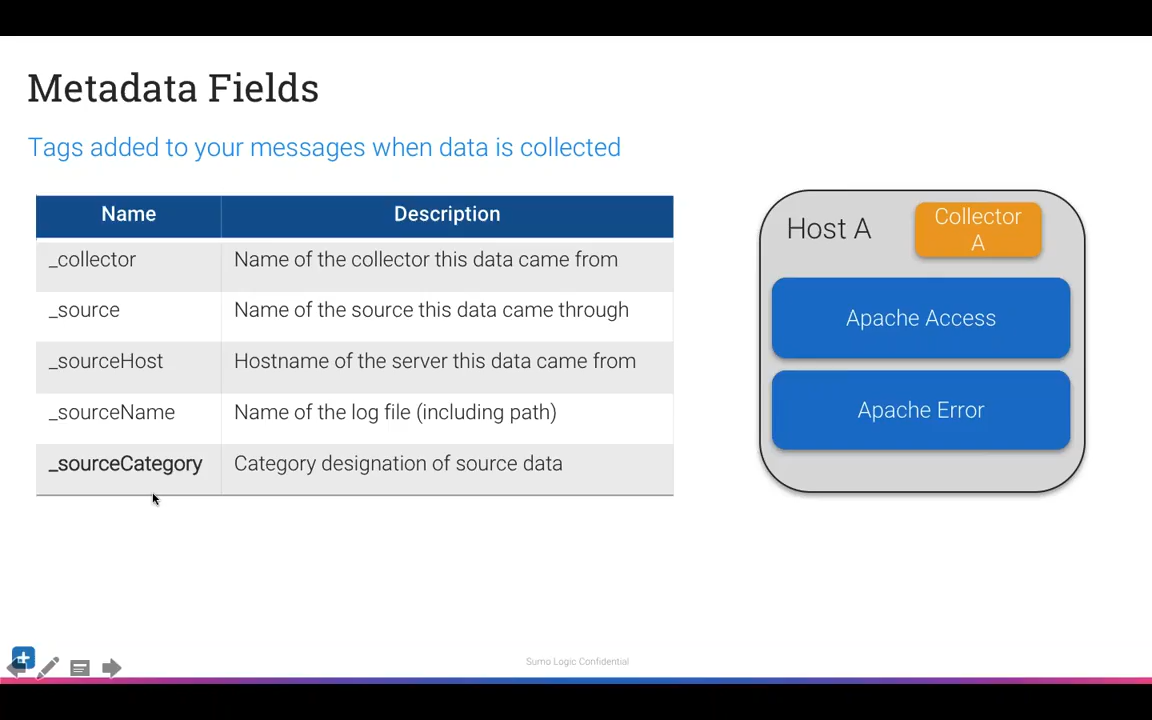 Metadata Fields
Tags added to your messages when data is collected
Name Description
_collector Name of the collector this data came from
_source Name of the source this data came through
_sourceHost Hostname of the server this data came from
_sourceName Name of the log file (including path)
_sourceCategory Category designation of source data
Host A
Collector
A
Apache Access
Apache Error
Sumo Logic Confidential